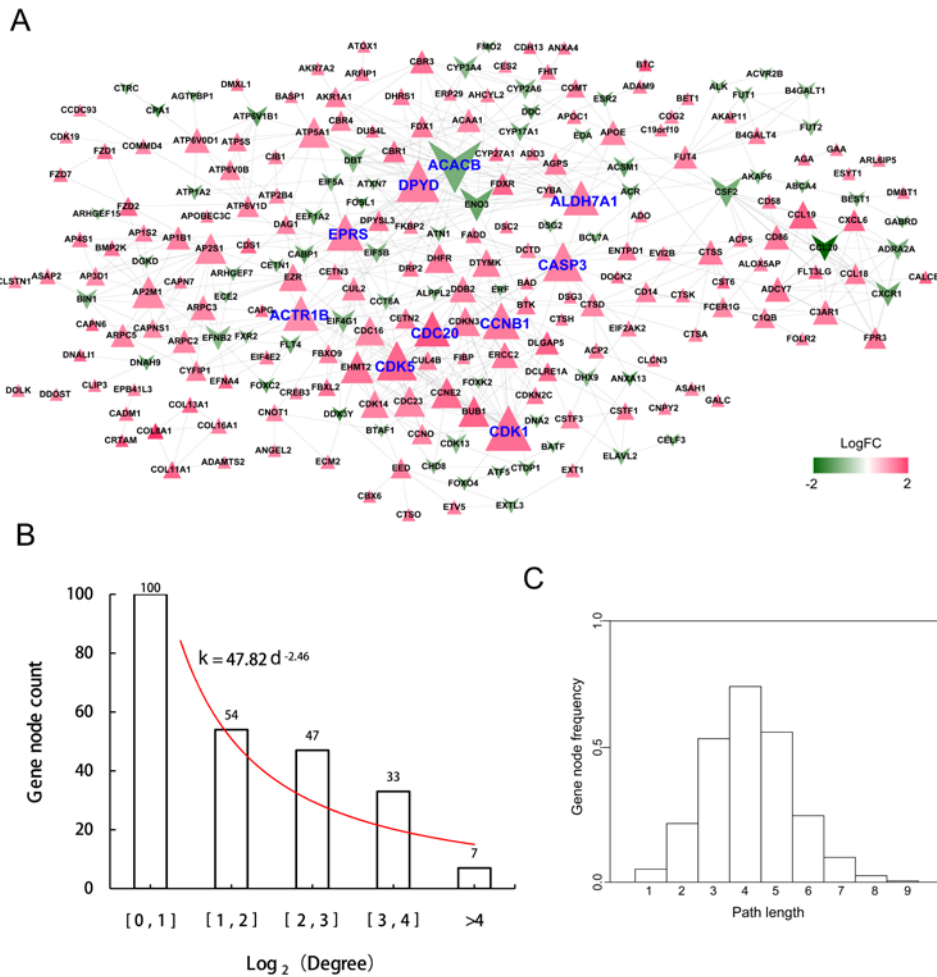 A
ATOX1 FMO2 CDH13 ANXA4
CBR3 CYP3A4 CES2 BTC
AKR7A2 ARFIP1 FHIT ACVR2B
CTRC AGTPBP1 DMXL1 BASP1 AKR1A1 DHRS1 ERP29 AHCYL2 CYP2A6 COMT ADAM9 ALK FUT1 B4GALT1
CCDC93 CPA1 ATP6V1B1 CBR4 DUS4L FDX1 ACAA1 DDC ESR2 APOC1 BET1 COG2 AKAP11 FUT2
CDK19 COMMD4 ATP6V0D1 ATP5S ATP5A1 CBR1 CYP17A1 EDA APOE C19orf10 B4GALT4
FZD1 CIB1 DBT ACACB CYP27A1 ADD3 AGPS ACSM1 FUT4 AGA GAA ARL6IP5
FZD7 ATP6V0B EIF5A ATXN7 DPYD FDXR CYBA ACR AKAP6 ESYT1
ATP1A2 ATP2B4 FOSL1 ENO3 ALDH7A1 CSF2 ABCA4 BEST1 DMBT1
FZD2 ARHGEF15 APOBEC3C ATP6V1D EEF1A2 DPYSL3 DSC2 DSG2 ADO CD58 CCL19 CXCL6 GABRD
AP4S1 AP1S2 AP1B1 DAG1 EPRS FKBP2 ATN1 FADD BCL7A EVI2B ACP5 CD86 CCL20 ADRA2A
BMP2K AP2S1 CDS1 CABP1 EIF5B DCTD ENTPD1 CTSS ALOX5AP FLT3LG
CLSTN1 ASAP2 AP3D1 DGKD CAPN7 ARHGEF7 CETN1 CETN3 DRP2 DHFR DTYMK CASP3 DOCK2 CST6 CCL18 CALCB
BIN1 AP2M1 ECE2 EZR CUL2 CCT6A ALPPL2 DDB2 ERF BAD DSG3 CTSD CD14 CTSK FCER1G ADCY7 CXCR1
CAPN6 ARPC5 CAPNS1 ARPC3 CAPG ACTR1B EIF4G1 CETN2 CDKN3 CCNB1 BTK CTSH EIF2AK2 C1QB C3AR1
DNALI1 ARPC2 EFNB2 FXR2 FLT4 CDC16 CDC20 DLGAP5 CTSA FOLR2 FPR3
DNAH9 CYFIP1 EIF4E2 FBXO9 EHMT2 CDK5 CUL4B FIBP ERCC2 ACP2 CLCN3
DOLK DDOST CLIP3 EPB41L3 EFNA4 FOXC2 CREB3 FBXL2 FOXK2 DCLRE1A DHX9 ANXA13 ASAH1 GALC
CADM1 COL13A1 CNOT1 DDX3Y CDK14 CDC23 CCNE2 BUB1 CDKN2C CSTF1 CNPY2
CRTAM COL8A1 COL16A1 BTAF1 CCNO CDK1 DNA2 CSTF3
COL11A1 ADAMTS2 ANGEL2 ECM2 CDK13 BATF ELAVL2 CELF3
EED CHD8 ATF5 CTDP1 EXT1
CBX6 FOXO4 EXTL3
CTSO ETV5
LogFC
-2 2
B
100
54
47
33
7
k = 47.82 d -2.46
100
80
60
40
20
0
Gene node count
[ 0 , 1 ] [ 1 , 2 ] [ 2 , 3 ] [ 3 , 4 ] >4
Log 2 (Degree)
C
1.0
0.5
0.0
Gene node frequency
1 2 3 4 5 6 7 8 9
Path length